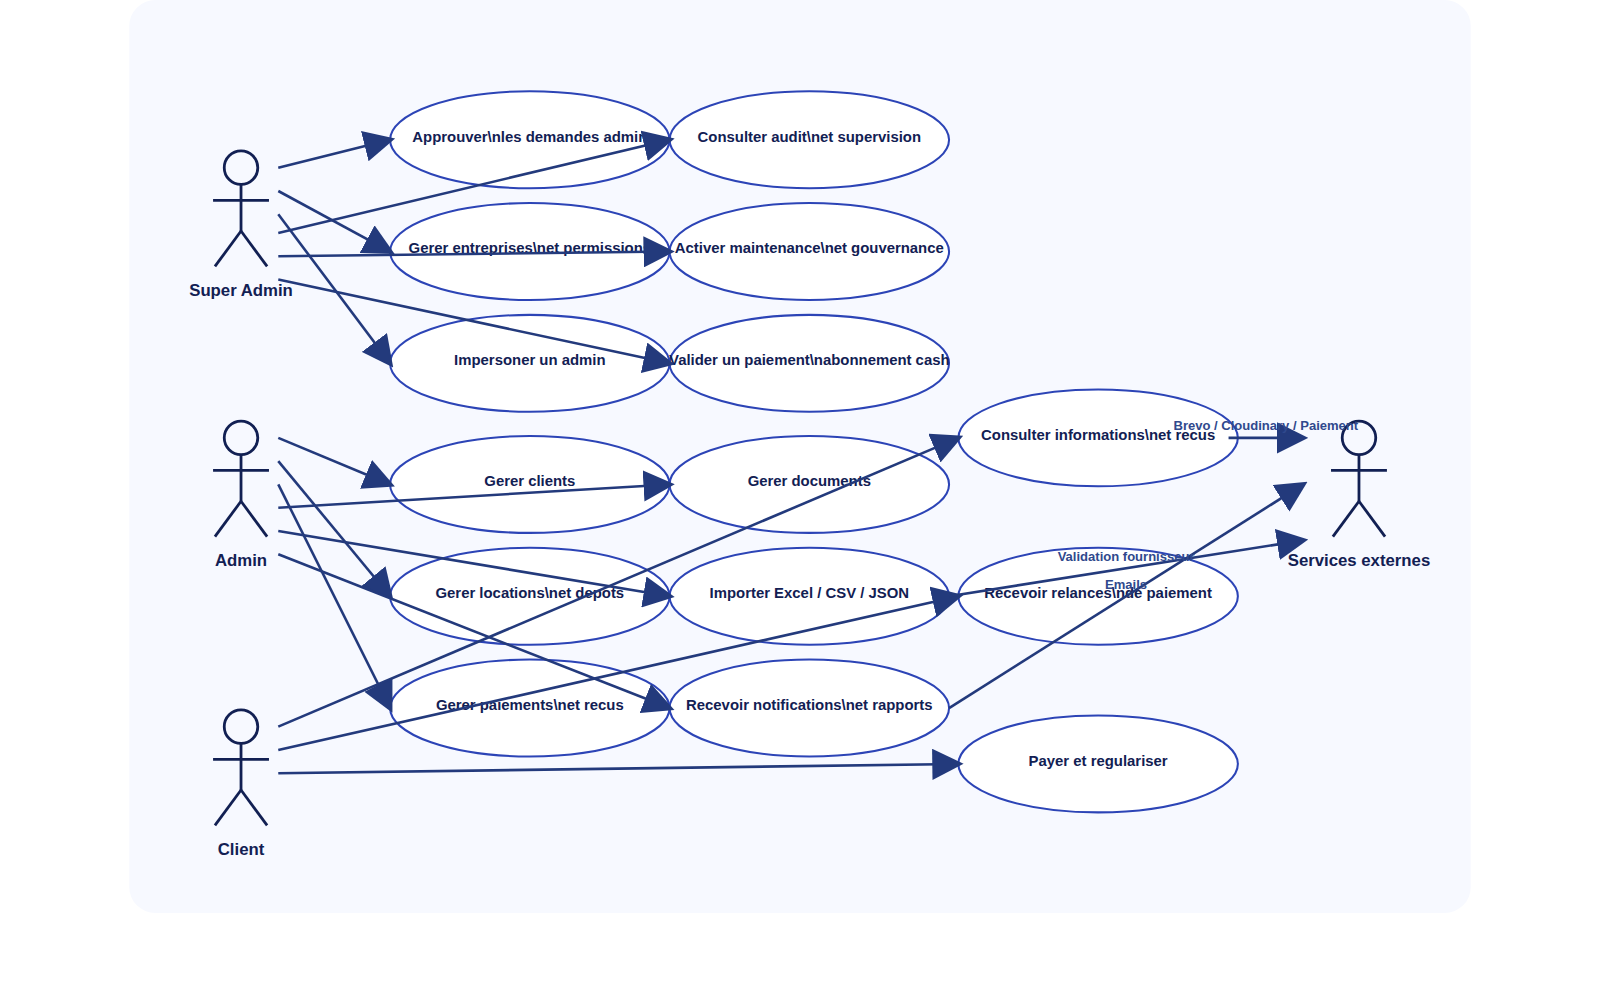 Approuver\nles demandes admin
Consulter audit\net supervision
Gerer entreprises\net permission
Activer maintenance\net gouvernance
Super Admin
Impersoner un admin
Valider un paiement\nabonnement cash
Brevo / Cloudinary / Paiement
Consulter informations\net recus
Gerer clients
Gerer documents
Admin
Validation fournisseur
Services externes
Emails
Gerer locations\net depots
Importer Excel / CSV / JSON
Recevoir relances\nde paiement
Gerer paiements\net recus
Recevoir notifications\net rapports
Payer et regulariser
Client